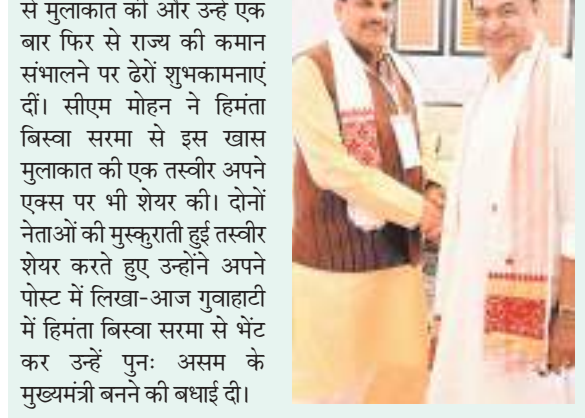 से मुलाकात की और उन्हें एक
बार फिर से राज्य की कमान
संभालने पर ढेरों शुभकामनाएं
दीं। सीएम मोहन ने हिमंता
बिस्वा सरमा से इस खास
मुलाकात की एक तस्वीर अपने
एक्स पर भी शेयर की। दोनों
नेताओं की मुस्कुराती हुई तस्वीर
शेयर करते हुए उन्होंने अपने
पोस्ट में लिखा-आज गुवाहाटी
में हिमंता बिस्वा सरमा से भेंट
कर उन्हें पुनः असम के
मुख्यमंत्री बनने की बधाई दी।